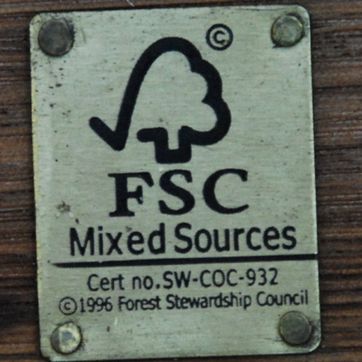 ©
FSC
Mixed Sources
Cert no.SW-COC-932
©1996 Forest Stewardship Council